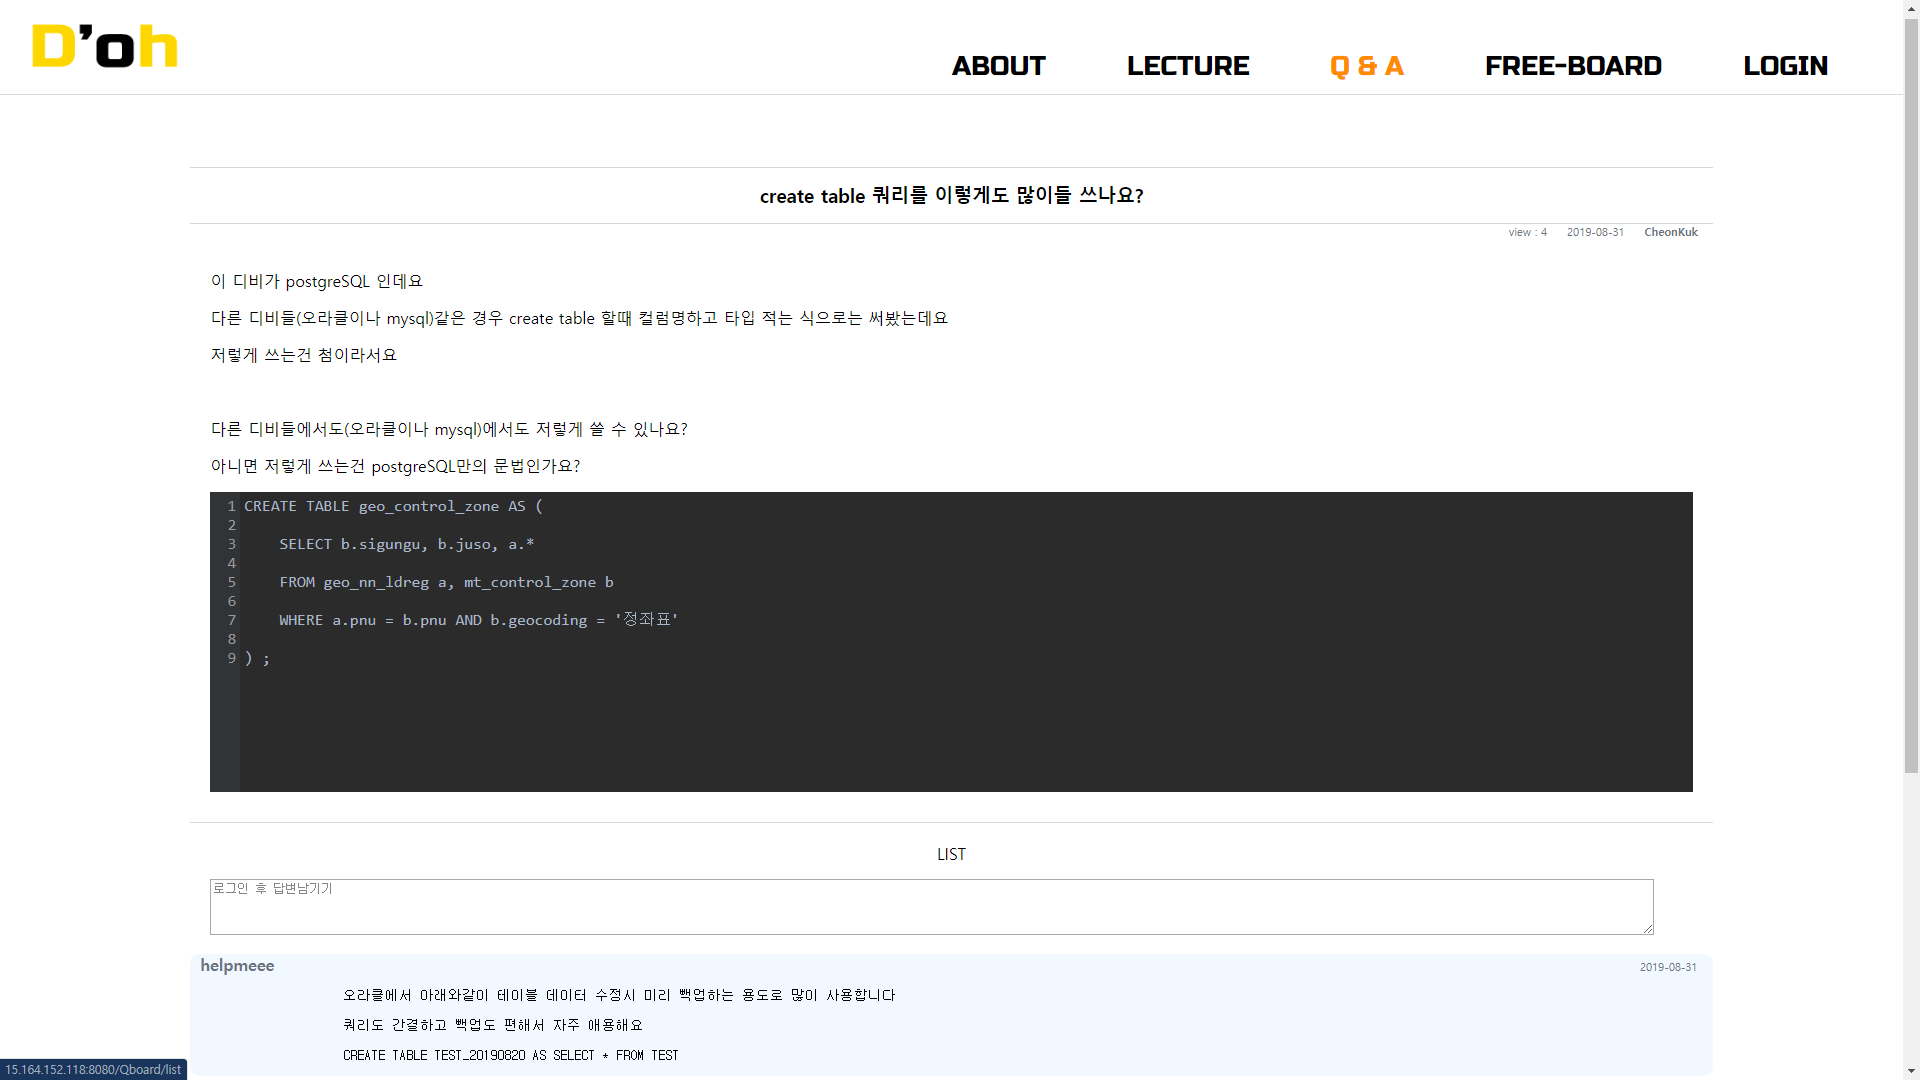 D'oh
ABOUT LECTURE Q & A FREE-BOARD LOGIN
create table 쿼리를 이렇게도 많이들 쓰나요?
view : 4 2019-08-31 CheonKuk
이 디비가 postgreSQL 인데요
다른 디비들(오라클이나 mysql)같은 경우 create table 할때 컬럼명하고 타입 적는 식으로는 써봤는데요
저렇게 쓰는건 첨이라서요
다른 디비들에서도(오라클이나 mysql)에서도 저렇게 쓸 수 있나요?
아니면 저렇게 쓰는건 postgreSQL만의 문법인가요?
1 CREATE TABLE geo_control_zone AS (
2
3 SELECT b.sigungu, b.juso, a.*
4
5 FROM geo_nn_ldreg a, mt_control_zone b
6
7 WHERE a.pnu = b.pnu AND b.geocoding = '정좌표'
8
9 ) ;
LIST
로그인 후 답변남기기
helpmeee 2019-08-31
오라클에서 아래와같이 테이블 데이터 수정시 미리 백업하는 용도로 많이 사용합니다
쿼리도 간결하고 백업도 편해서 자주 애용해요
CREATE TABLE TEST_20190820 AS SELECT * FROM TEST
15.164.152.118:8080/Qboard/list